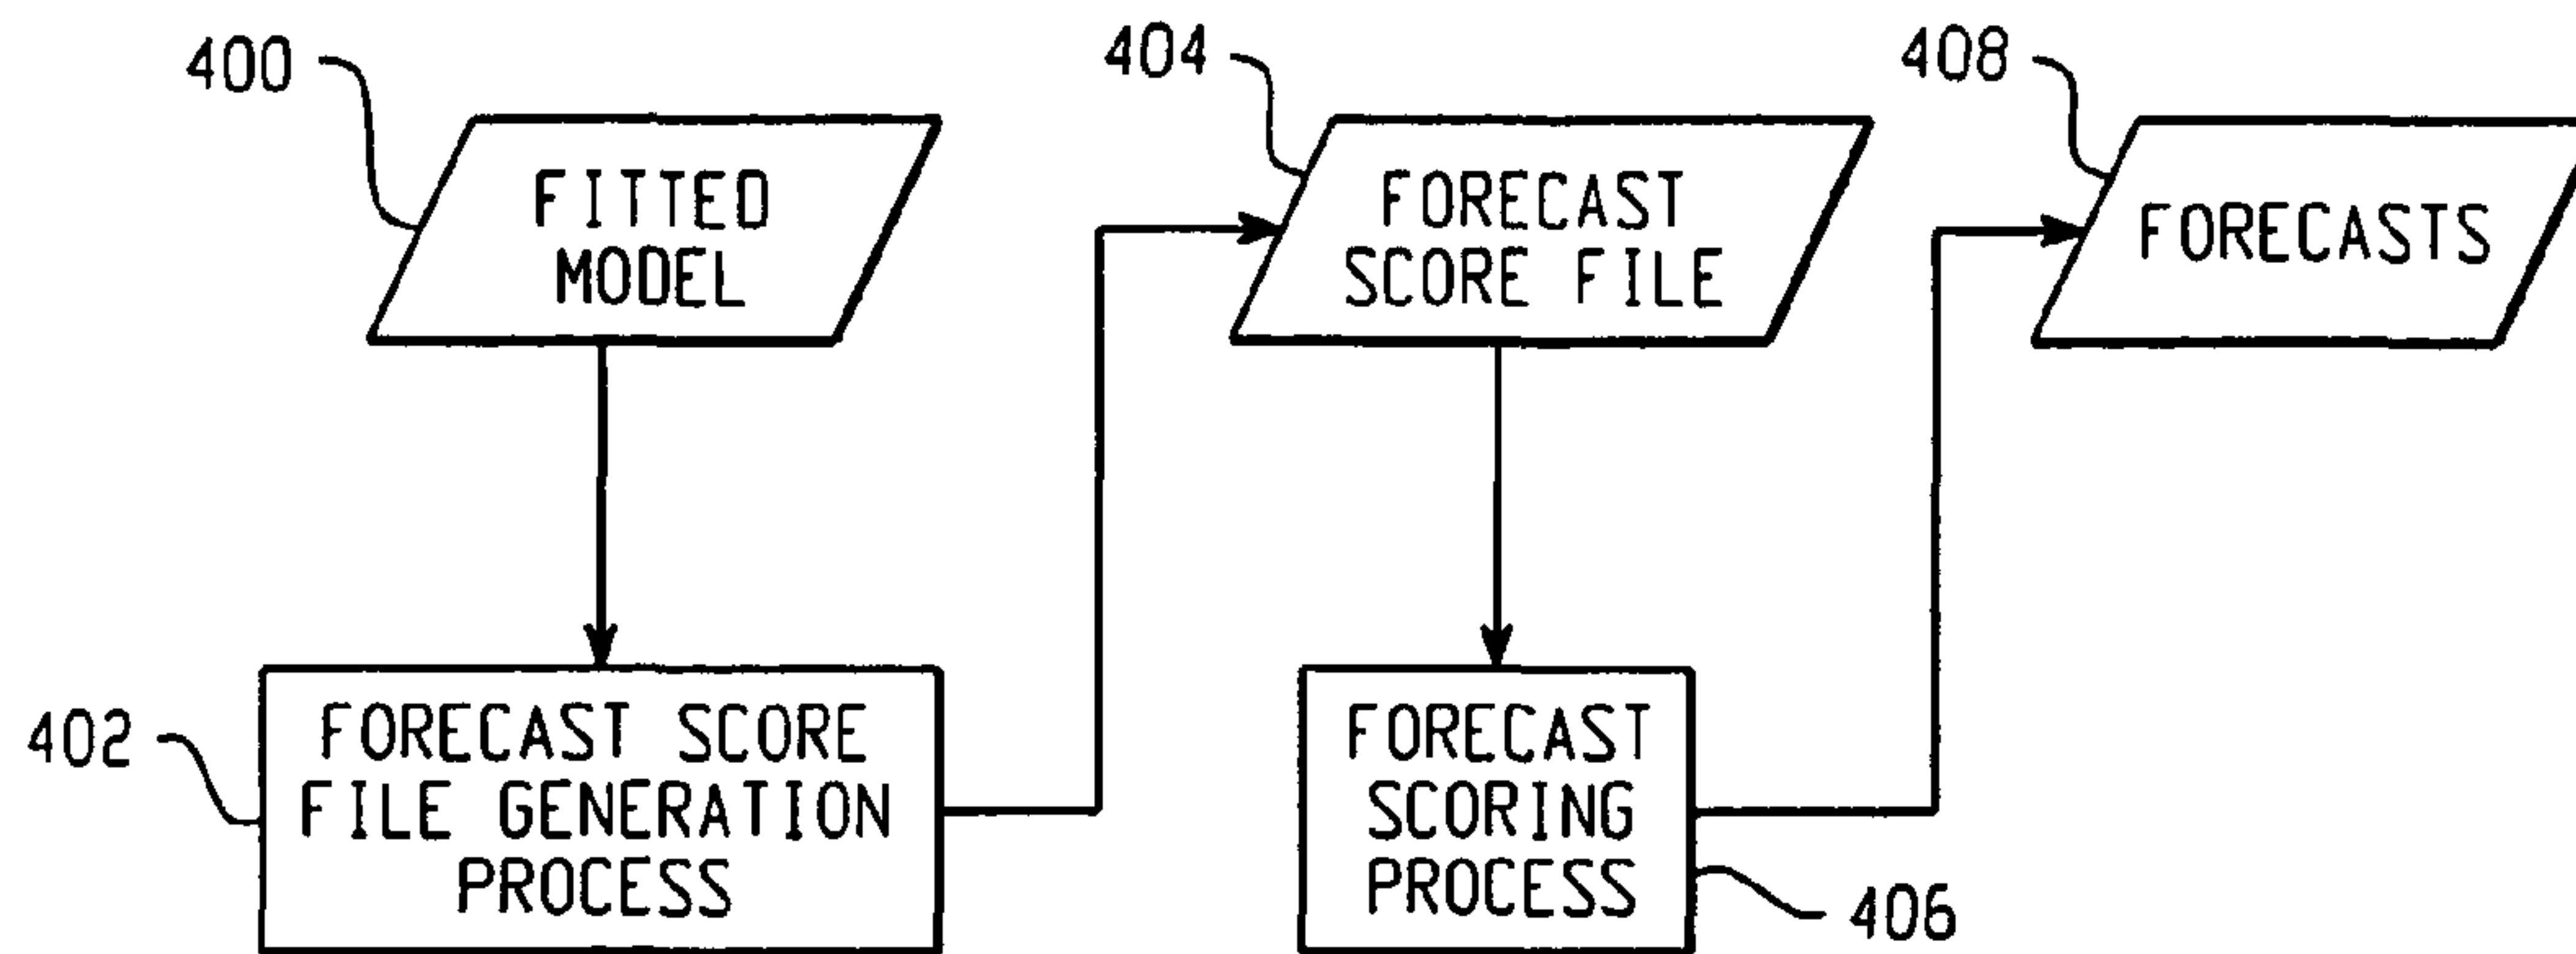 400
FITTED
MODEL
404
FORECAST
SCORE FILE
408
FORECASTS
402
FORECAST SCORE
FILE GENERATION
PROCESS
FORECAST
SCORING
PROCESS
406